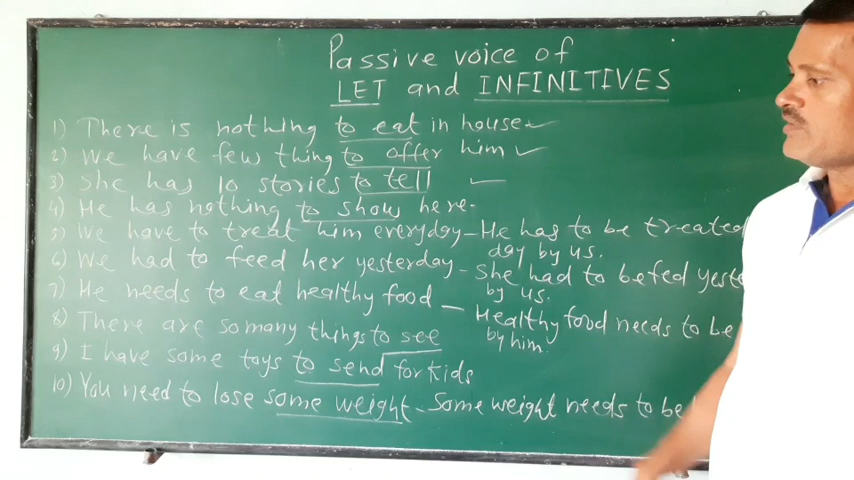 Passive voice of
LET and INFINITIVES
1) There is nothing to eat in house
2) We have few thing to offer him
3) She has 10 stories to tell
4) He has nothing to show here.
5) We have to treat him everyday - He has to be treated
day by us.
6) We had to feed her yesterday - She had to be fed yeste
by us.
7) He needs to eat healthy food - Healthy food needs to be
by him.
8) There are so many things to see
9) I have some toys to send for kids
10) You need to lose some weight - Some weight needs to be